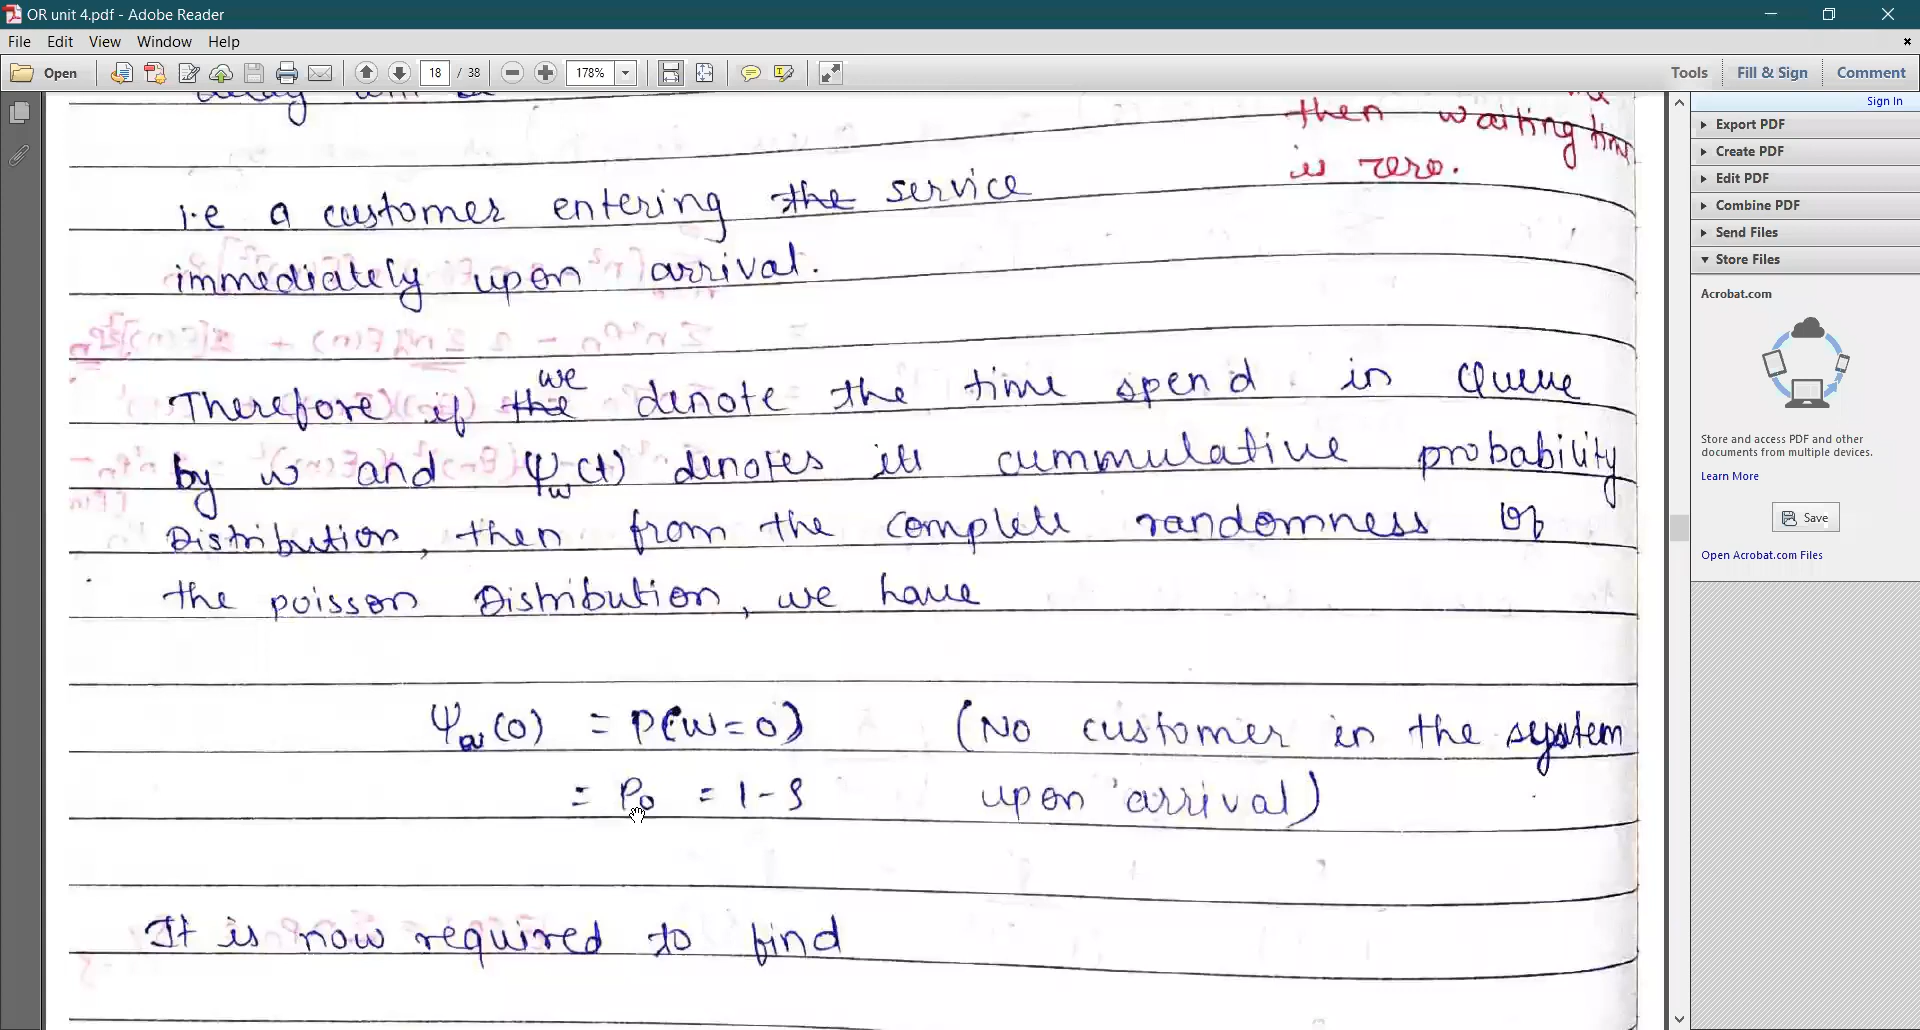 OR unit 4.pdf - Adobe Reader
File Edit View Window Help
Open 18 / 38 178% Tools Fill & Sign Comment
Sign In
Export PDF
Create PDF
Edit PDF
Combine PDF
Send Files
Store Files
Acrobat.com
Store and access PDF and other
documents from multiple devices.
Learn More
Save
Open Acrobat.com Files
then waiting time
is zero.
i.e a customer entering the service
immediately upon arrival.
we
Therefore if the denote the time spend in Queue
by w and Ψw(t) denotes its cummulative probability
Distribution, then from the complete randomness of
the poisson Distribution, we have
Ψw(0) = P(w=0) (No customer in the system
= P0 = 1-ρ upon arrival)
It is now required to find